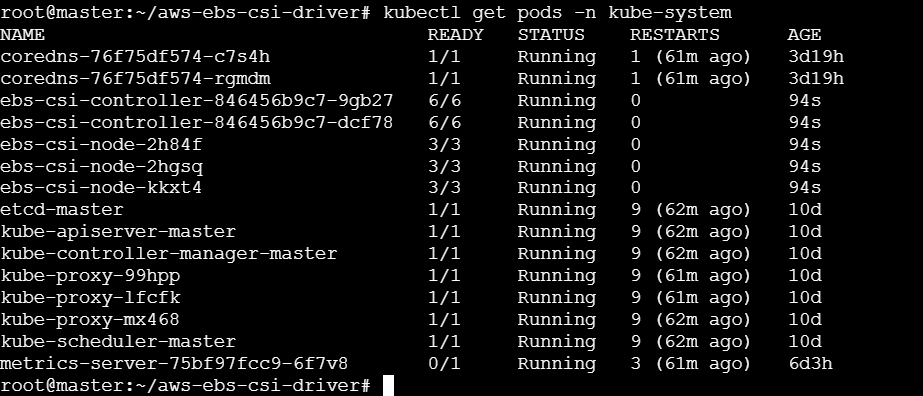 root@master:~/aws-ebs-csi-driver# kubectl get pods -n kube-system
NAME READY STATUS RESTARTS AGE
coredns-76f75df574-c7s4h 1/1 Running 1 (61m ago) 3d19h
coredns-76f75df574-rgmdm 1/1 Running 1 (61m ago) 3d19h
ebs-csi-controller-846456b9c7-9gb27 6/6 Running 0 94s
ebs-csi-controller-846456b9c7-dcf78 6/6 Running 0 94s
ebs-csi-node-2h84f 3/3 Running 0 94s
ebs-csi-node-2hgsq 3/3 Running 0 94s
ebs-csi-node-kkxt4 3/3 Running 0 94s
etcd-master 1/1 Running 9 (62m ago) 10d
kube-apiserver-master 1/1 Running 9 (62m ago) 10d
kube-controller-manager-master 1/1 Running 9 (62m ago) 10d
kube-proxy-99hpp 1/1 Running 9 (61m ago) 10d
kube-proxy-lfcfk 1/1 Running 9 (61m ago) 10d
kube-proxy-mx468 1/1 Running 9 (62m ago) 10d
kube-scheduler-master 1/1 Running 9 (62m ago) 10d
metrics-server-75bf97fcc9-6f7v8 0/1 Running 3 (61m ago) 6d3h
root@master:~/aws-ebs-csi-driver#